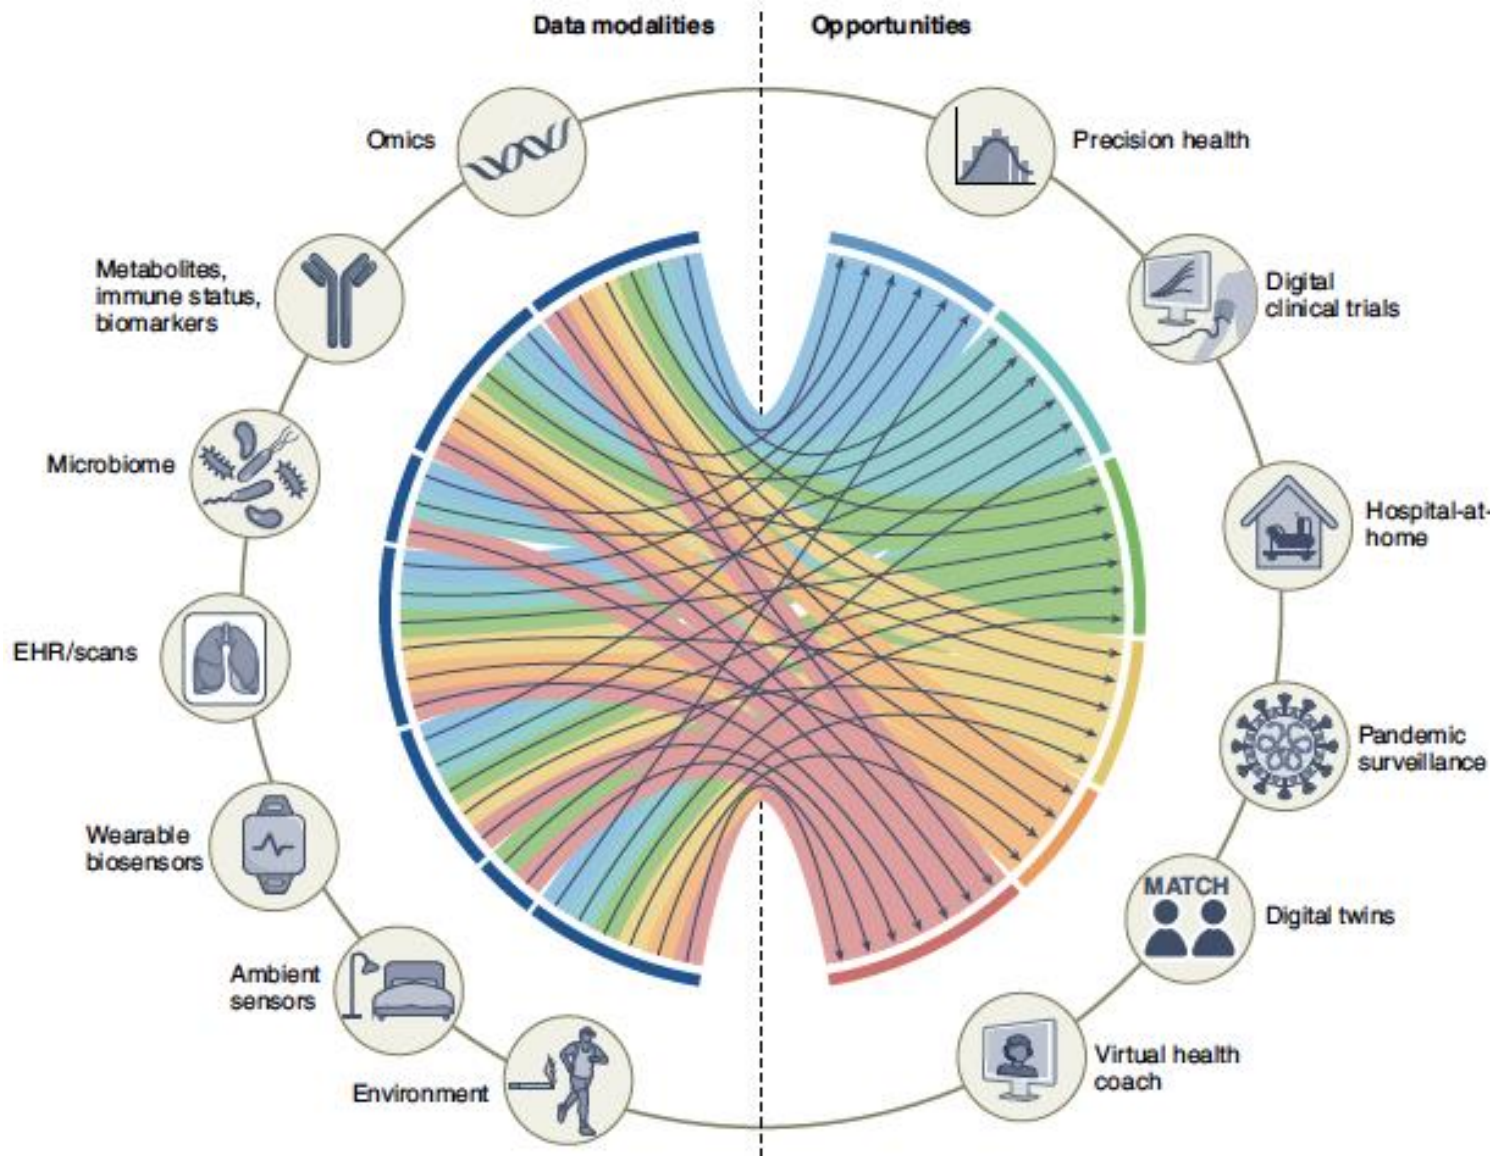 Data modalities
Opportunities
Omics
Metabolites,
immune status,
biomarkers
Microbiome
EHR/scans
Wearable
biosensors
Ambient
sensors
Environment
Precision health
Digital
clinical trials
Hospital-at-
home
Pandemic
surveillance
MATCH
Digital twins
Virtual health
coach